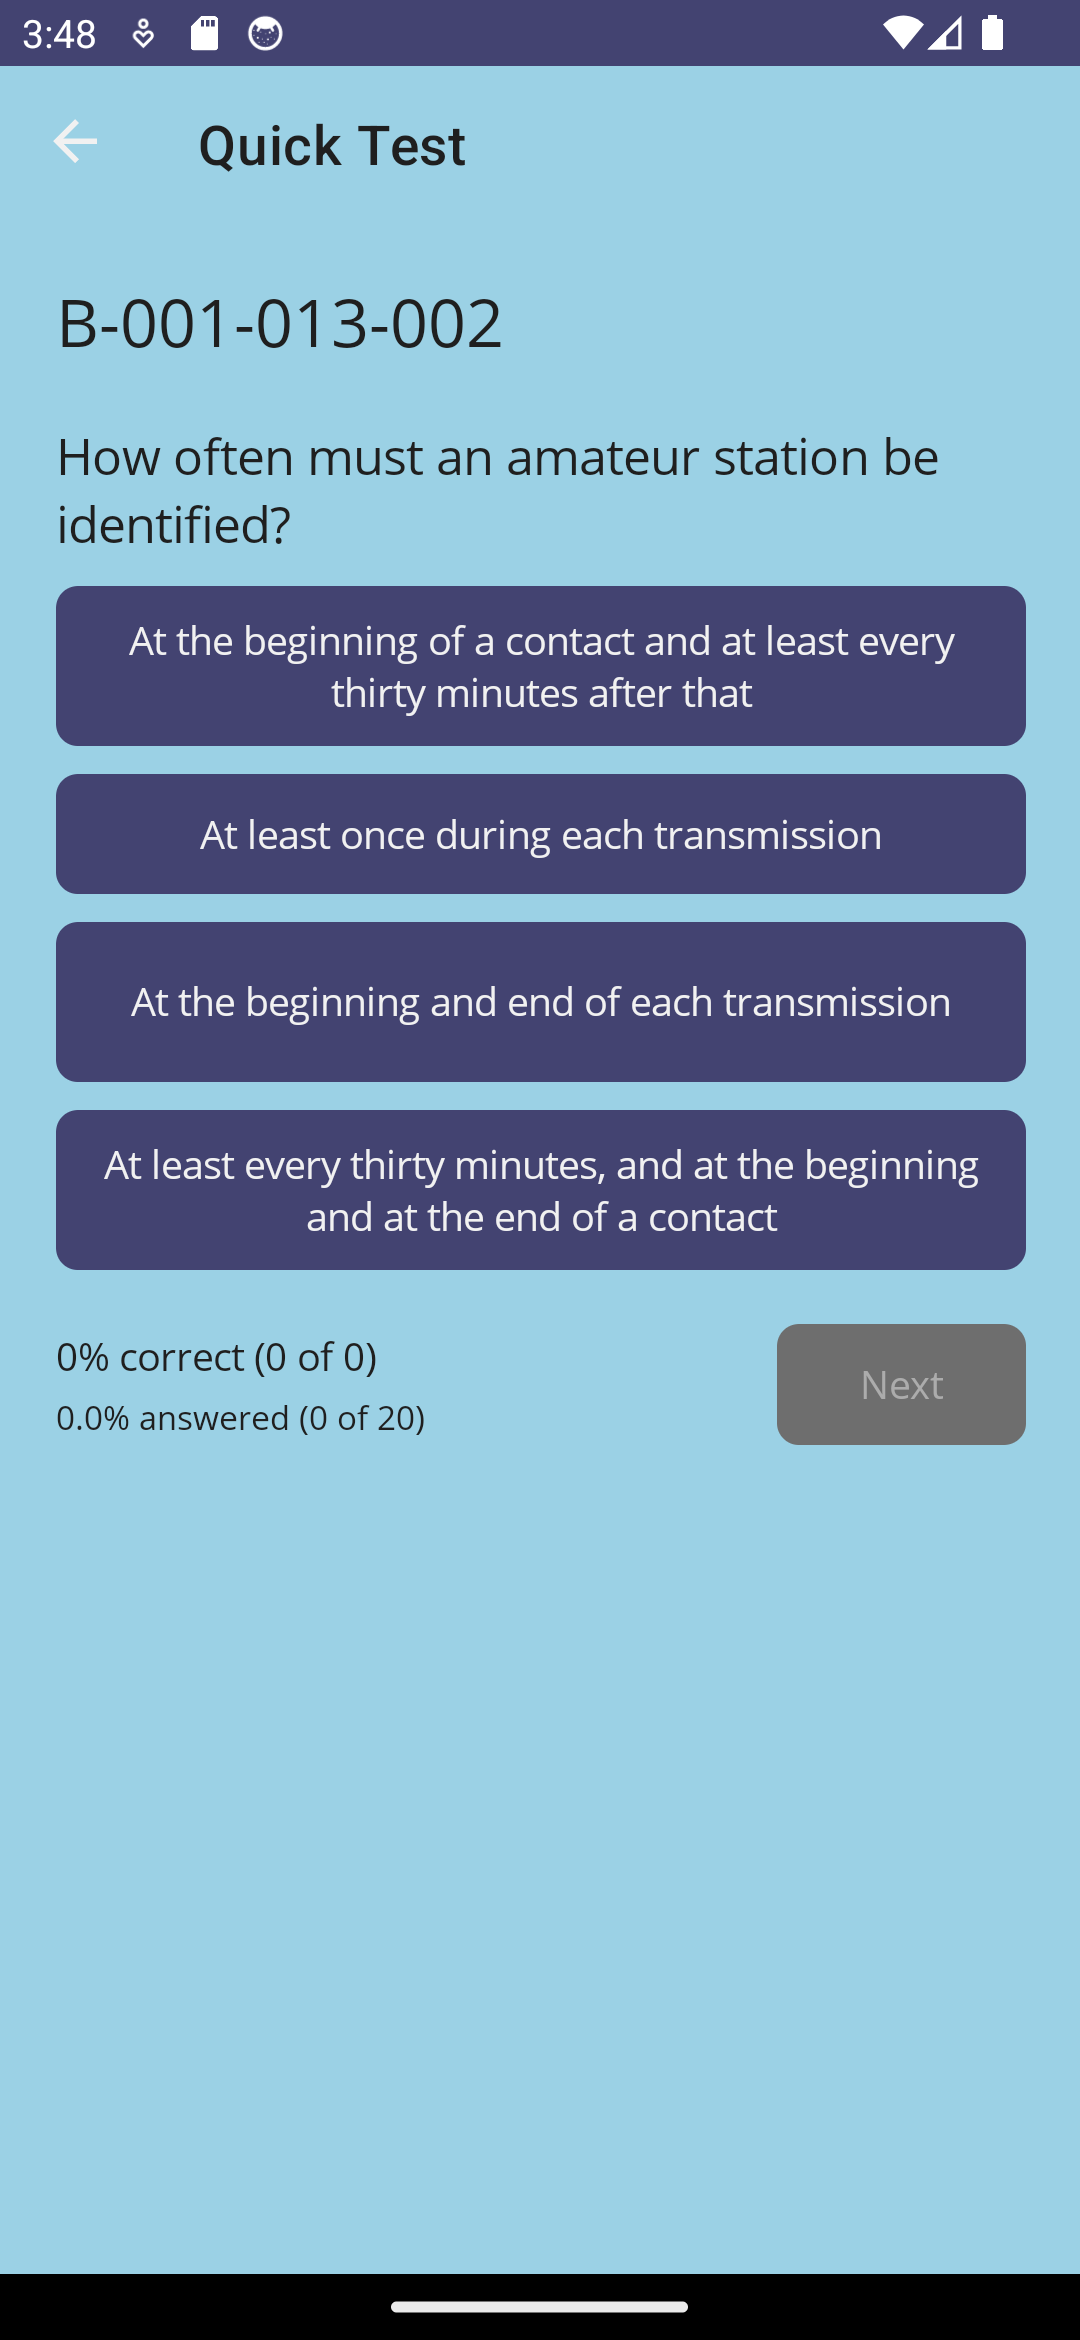 3:48
Quick Test
B-001-013-002
How often must an amateur station be
identified?
At the beginning of a contact and at least every
thirty minutes after that
At least once during each transmission
At the beginning and end of each transmission
At least every thirty minutes, and at the beginning
and at the end of a contact
0% correct (0 of 0)
0.0% answered (0 of 20)
Next